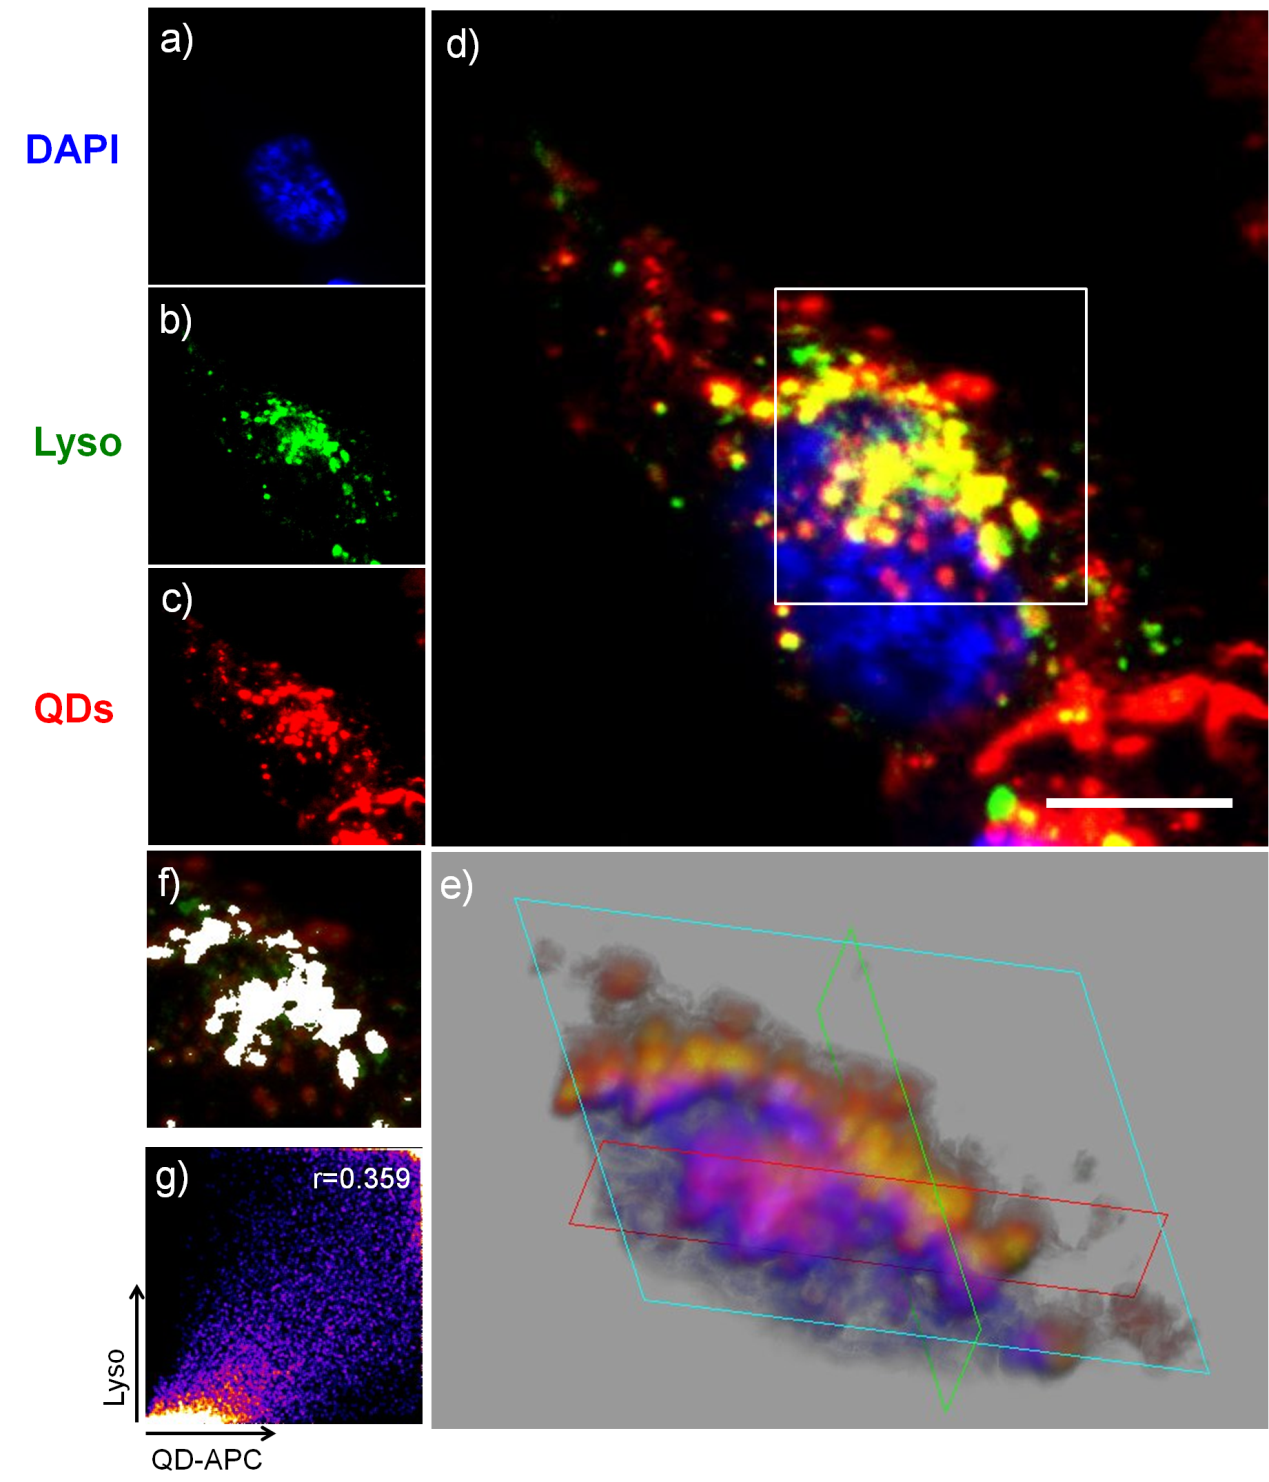 a)
DAPI
b)
Lyso
c)
QDs
d)
f)
e)
g)
r=0.359
Lyso
QD-APC